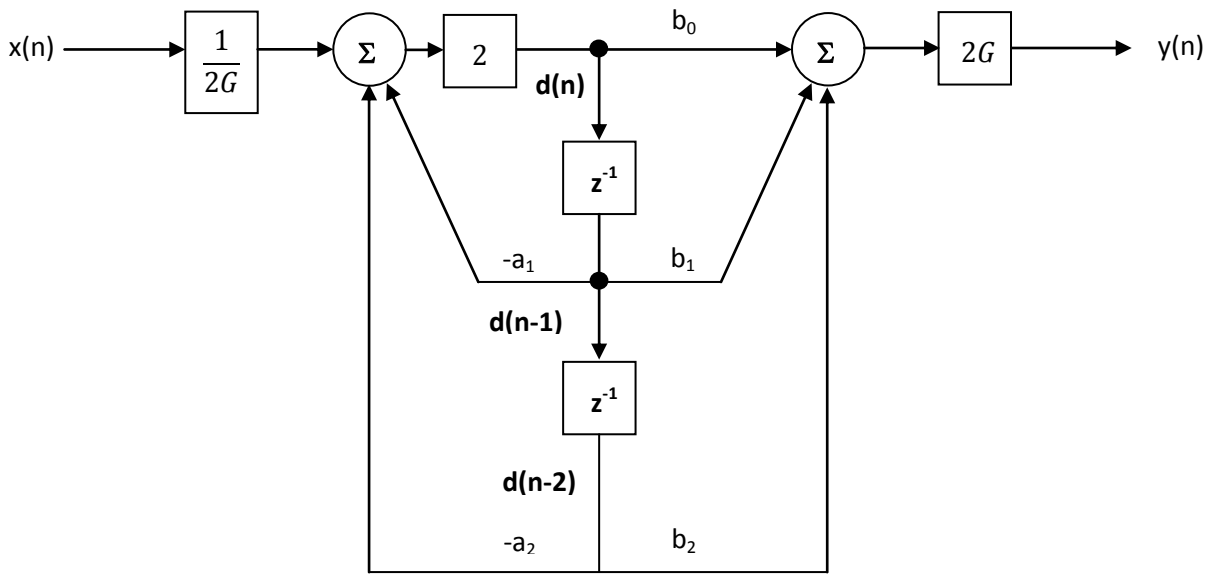 x(n)
1
2G
Σ
2
b₀
Σ
2G
y(n)
d(n)
z⁻¹
-a₁
b₁
d(n-1)
z⁻¹
d(n-2)
-a₂
b₂